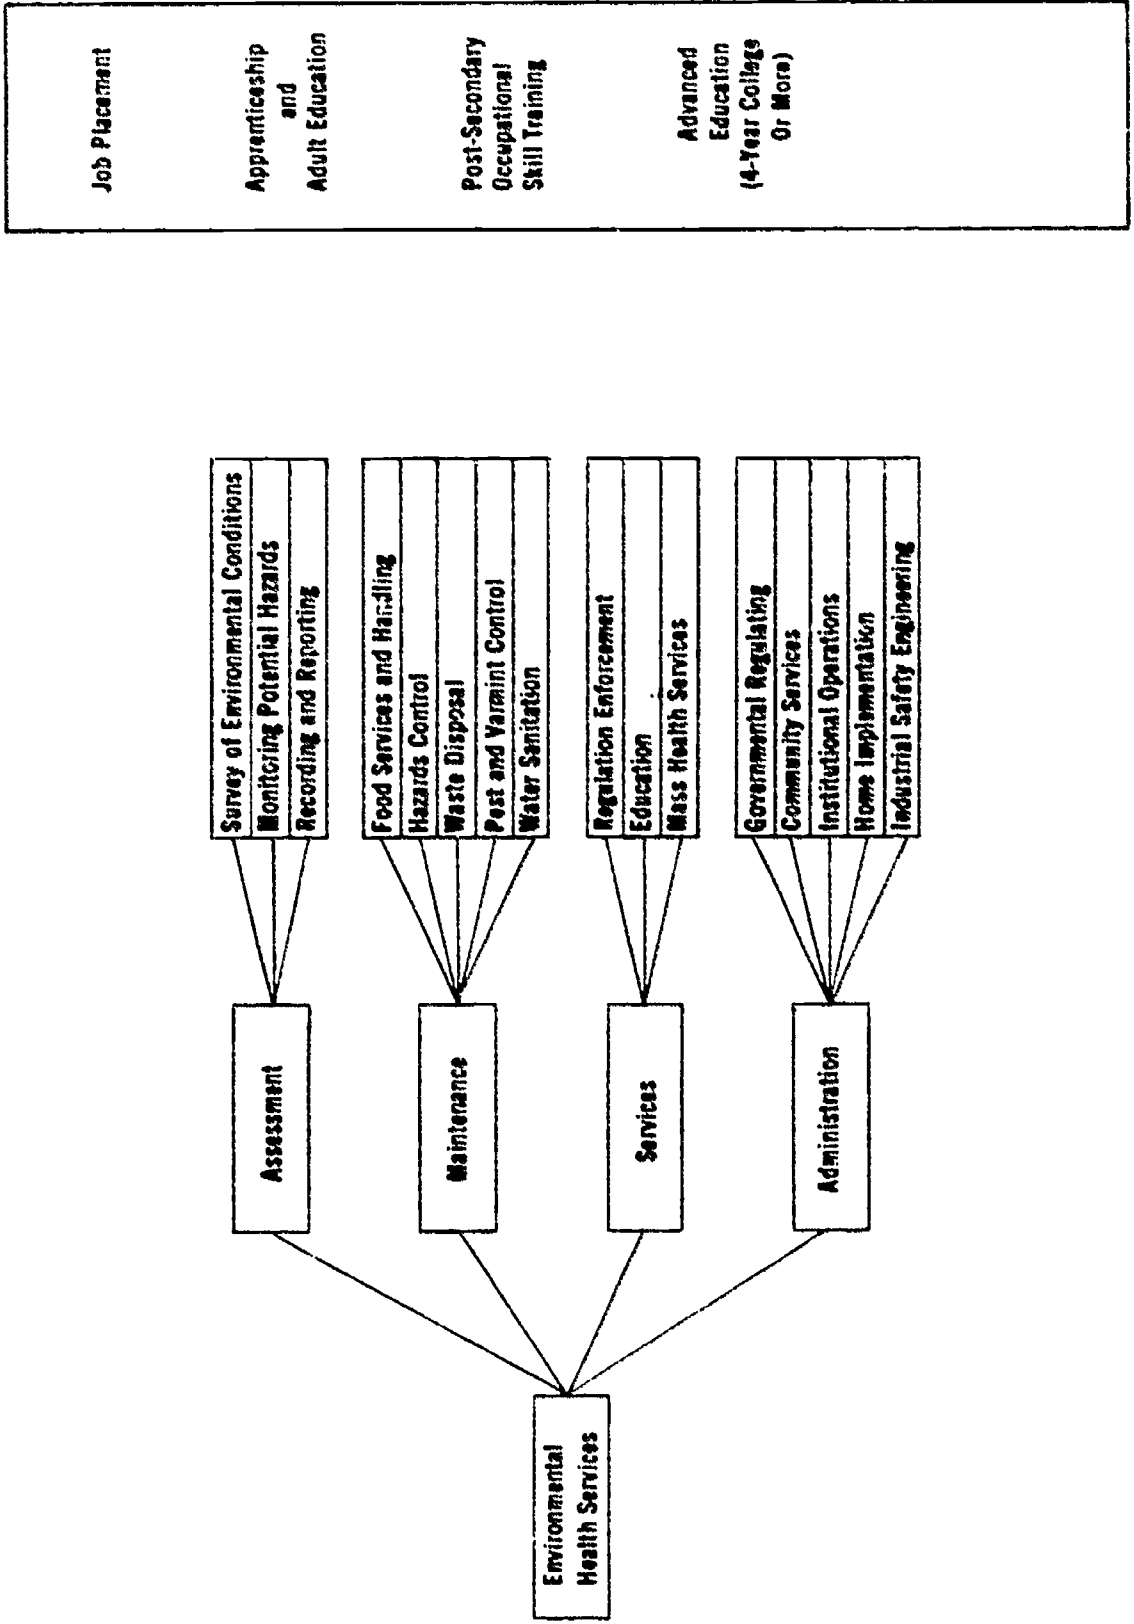 Environmental
Health Services
Assessment
Maintenance
Services
Administration
Survey of Environmental Conditions
Monitoring Potential Hazards
Recording and Reporting
Food Services and Handling
Hazards Control
Waste Disposal
Pest and Varmint Control
Water Sanitation
Regulation Enforcement
Education
Mass Health Services
Governmental Regulating
Community Services
Institutional Operations
Home Implementation
Industrial Safety Engineering
Job Placement
Apprenticeship
and
Adult Education
Post-Secondary
Occupational
Skill Training
Advanced
Education
(4-Year College
Or More)